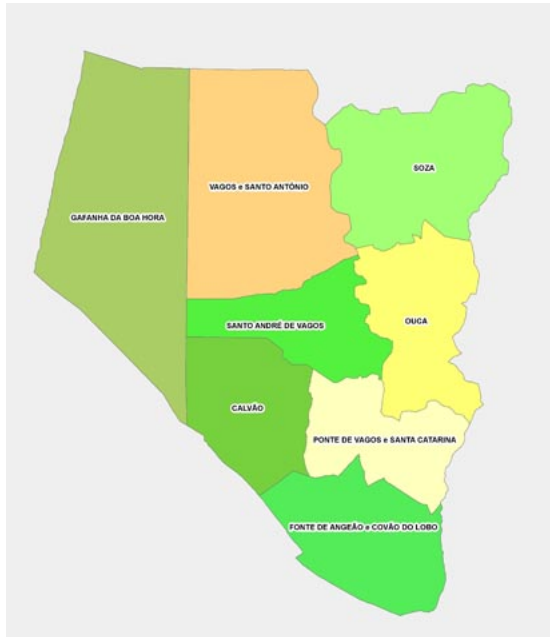 SOZA
VAGOS e SANTO ANTÓNIO
GAFANHA DA BOA HORA
OUCA
SANTO ANDRÉ DE VAGOS
CALVÃO
PONTE DE VAGOS e SANTA CATARINA
FONTE DE ANGEÃO e COVÃO DO LOBO